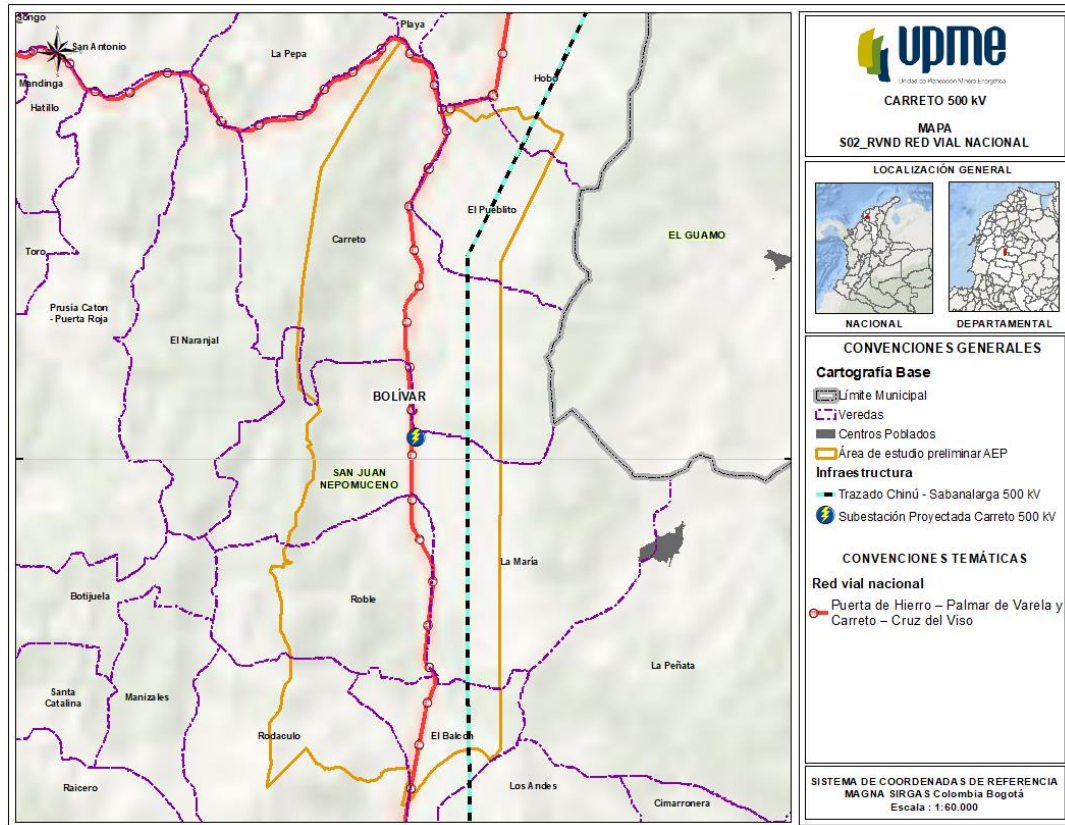 ongo
San Antonio
Mandinga
Hatillo
La Pepa
Playa
Hobo
Toro
Carreto
El Pueblito
EL GUAMO
Prusia Caton
- Puerta Roja
El Naranjal
BOLÍVAR
SAN JUAN
NEPOMUCENO
La Maria
Botijuela
Roble
La Peñata
Santa
Catalina
Manizales
Rodaculo
El Balcon
Raicero
Los Andes
Cimarronera
upme
Unidad de Planeación Minero Energética
CARRETO 500 kV
MAPA
S02_RVND RED VIAL NACIONAL
LOCALIZACIÓN GENERAL
NACIONAL
DEPARTAMENTAL
CONVENCIONES GENERALES
Cartografía Base
Límite Municipal
Veredas
Centros Poblados
Área de estudio preliminar AEP
Infraestructura
Trazado Chinú - Sabanalarga 500 kV
Subestación Proyectada Carreto 500 kV
CONVENCIONES TEMÁTICAS
Red vial nacional
Puerta de Hierro – Palmar de Varela y
Carreto – Cruz del Viso
SISTEMA DE COORDENADAS DE REFERENCIA
MAGNA SIRGAS Colombia Bogotá
Escala : 1:60.000